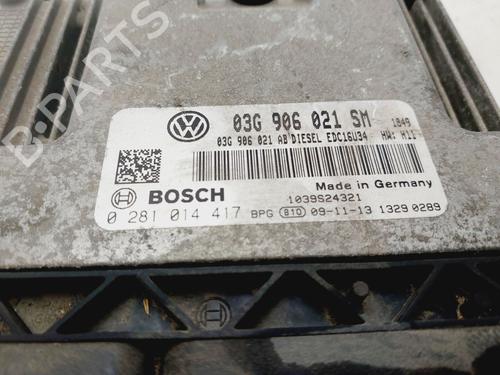 B-PARTS
03G 906 021 SM 1849
03G 906 021 AB DIESEL EDC16U34 HW: H11
BOSCH
Made in Germany
1039S24321
0 281 014 417 BPG 810 09-11-13 1329 0289